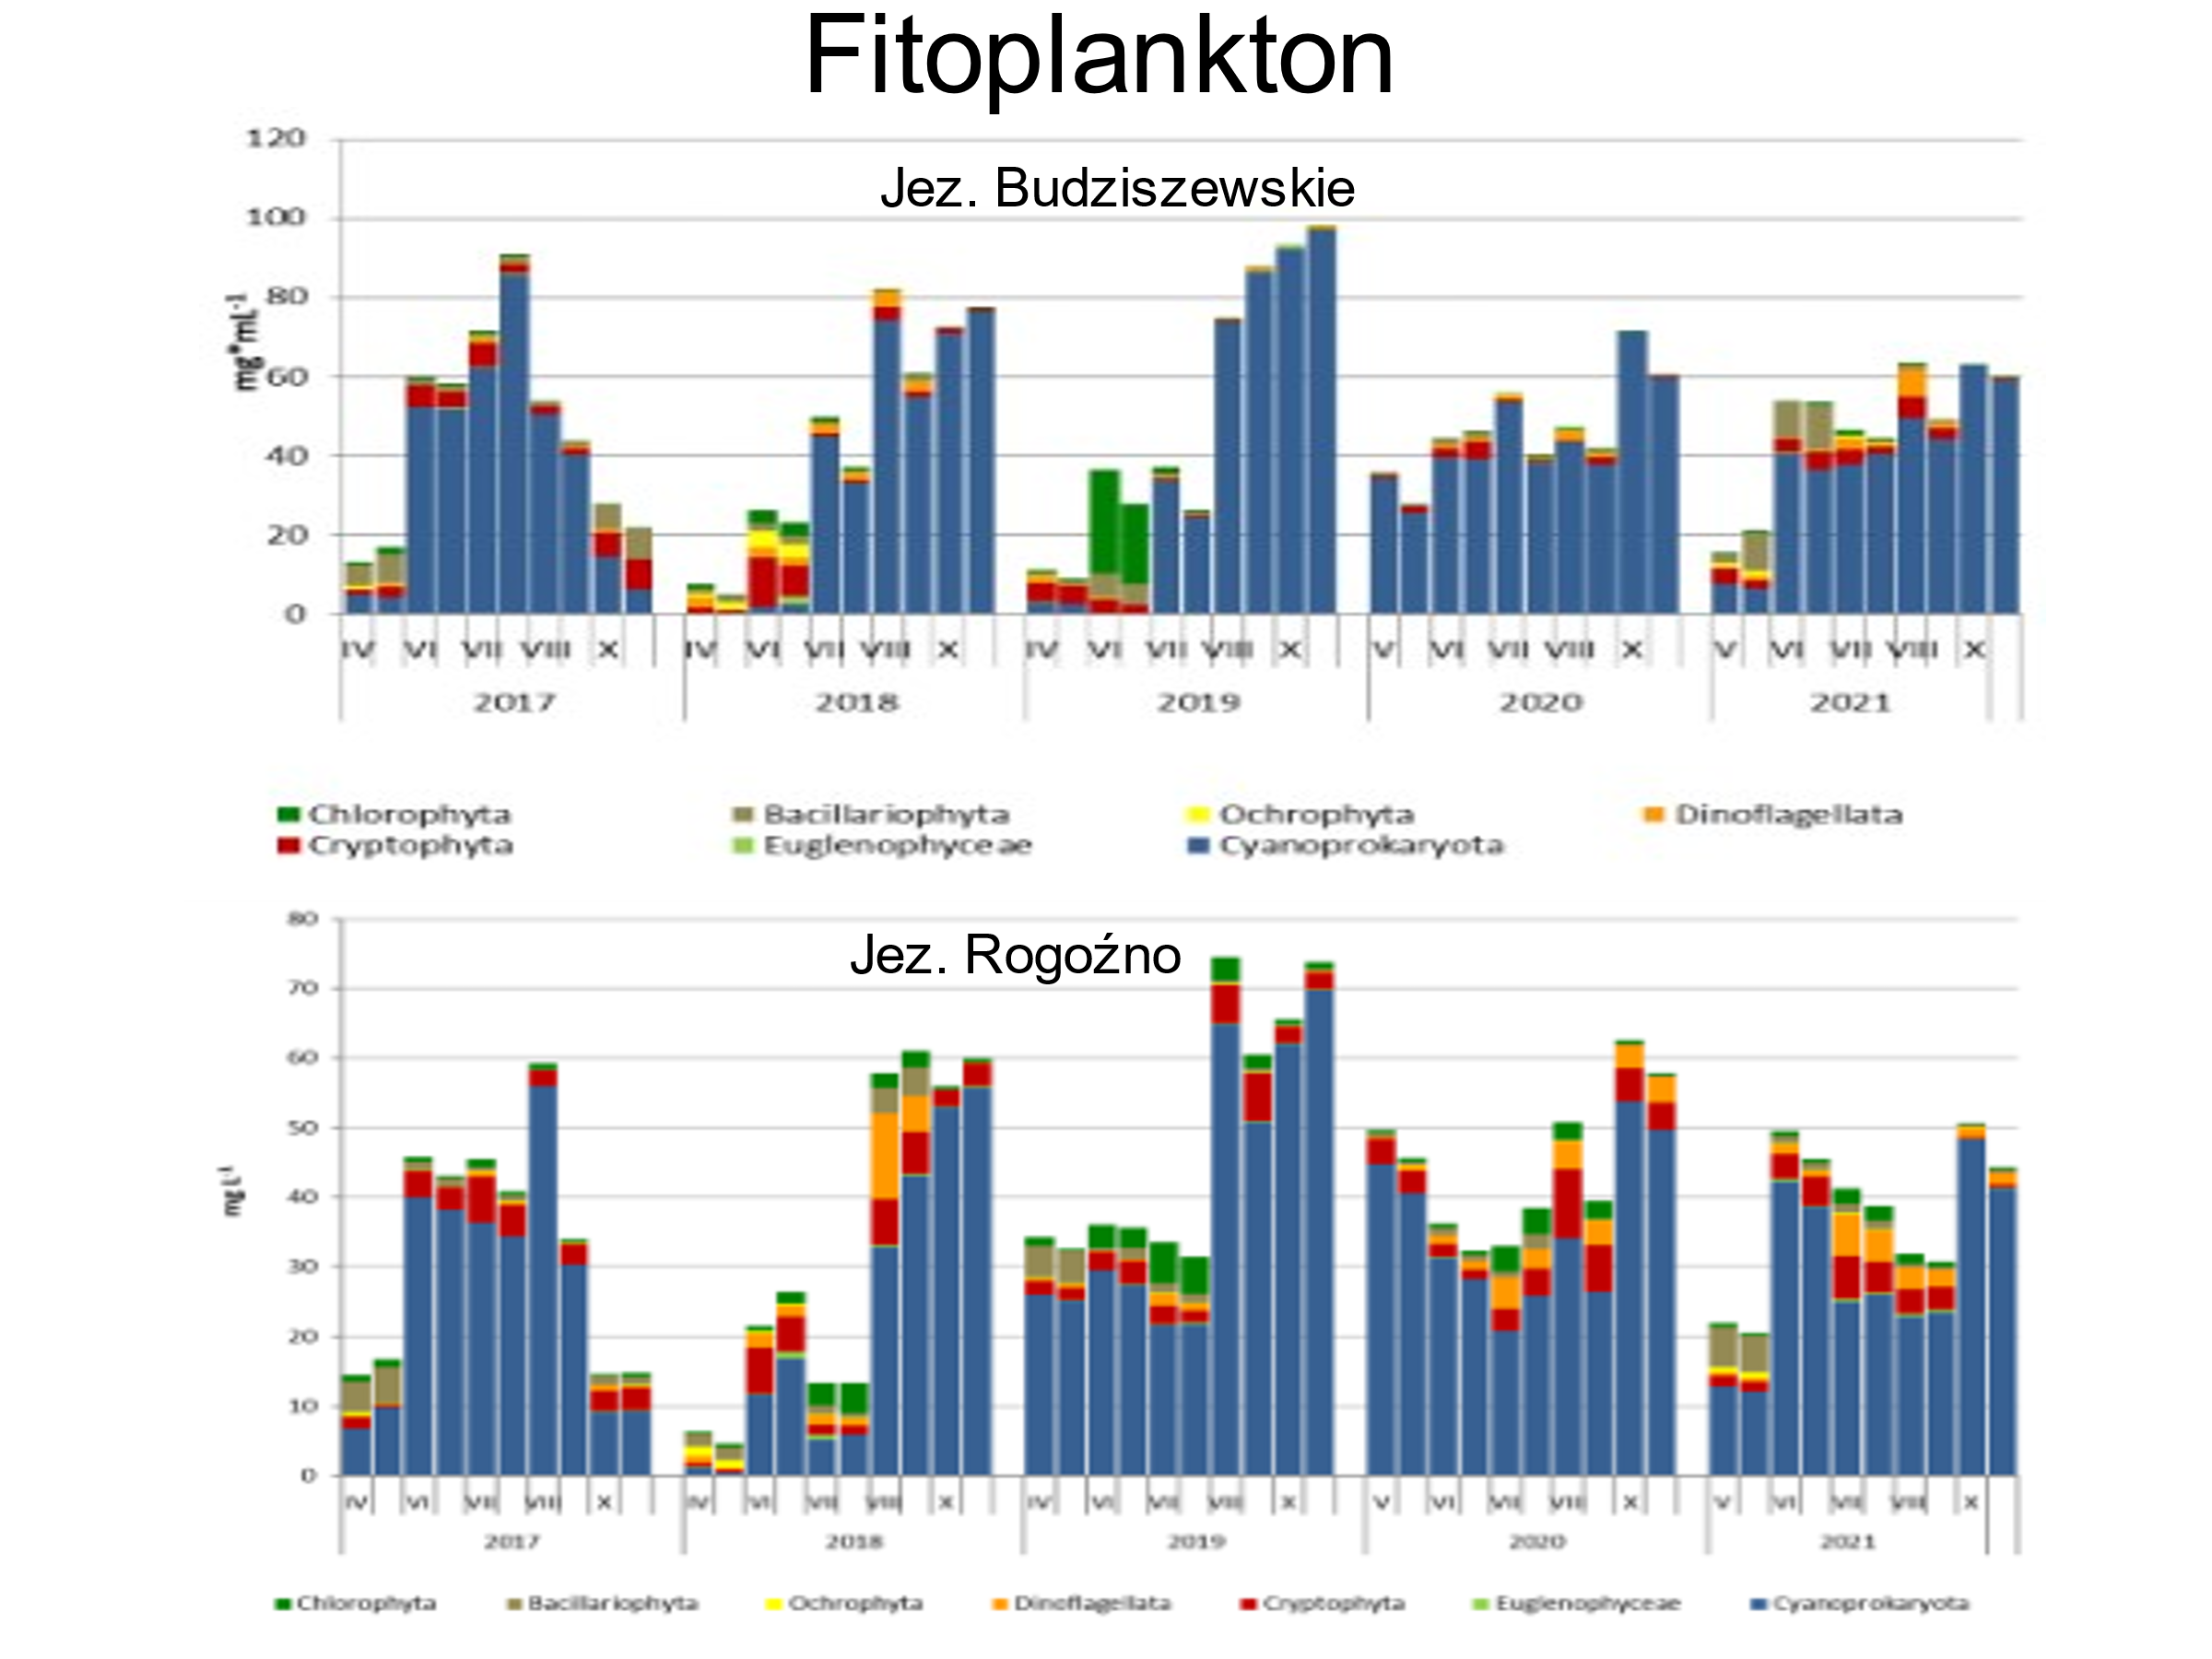 Fitoplankton
120
Jez. Budziszewskie
100
80
mg*mL-1
60
40
20
0
IV VI VII VIII X IV VI VII VIII X IV VI VII VIII X V VI VII VIII X V VI VII VIII X
2017 2018 2019 2020 2021
Chlorophyta Bacillariophyta Ochrophyta Dinoflagellata
Cryptophyta Euglenophyceae Cyanoprokaryota
80
Jez. Rogoźno
70
60
50
mg l-1
40
30
20
10
0
IV VI VII VIII X IV VI VII VIII X IV VI VII VIII X V VI VII VIII X V VI VII VIII X
2017 2018 2019 2020 2021
Chlorophyta Bacillariophyta Ochrophyta Dinoflagellata Cryptophyta Euglenophyceae Cyanoprokaryota